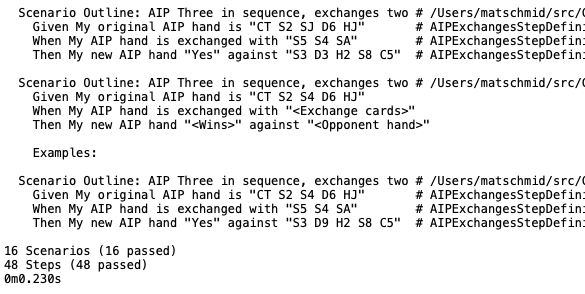 Scenario Outline: AIP Three in sequence, exchanges two # /Users/matschmid/src/
Given My original AIP hand is "CT S2 SJ D6 HJ" # AIPExchangesStepDefin
When My AIP hand is exchanged with "S5 S4 SA" # AIPExchangesStepDefin
Then My new AIP hand "Yes" against "S3 D3 H2 S8 C5" # AIPExchangesStepDefin
Scenario Outline: AIP Three in sequence, exchanges two # /Users/matschmid/src/
Given My original AIP hand is "CT S2 S4 D6 HJ"
When My AIP hand is exchanged with "<Exchange cards>"
Then My new AIP hand "<Wins>" against "<Opponent hand>"
Examples:
Scenario Outline: AIP Three in sequence, exchanges two # /Users/matschmid/src/
Given My original AIP hand is "CT S2 S4 D6 HJ" # AIPExchangesStepDefin
When My AIP hand is exchanged with "S5 S4 SA" # AIPExchangesStepDefin
Then My new AIP hand "Yes" against "S3 D9 H2 S8 C5" # AIPExchangesStepDefin
16 Scenarios (16 passed)
48 Steps (48 passed)
0m0.230s